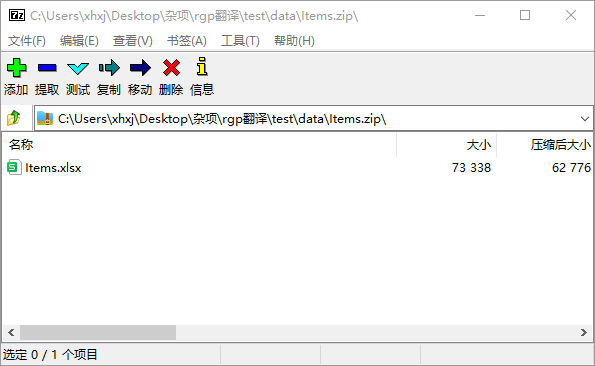 C:\Users\xhxj\Desktop\杂项\rgp翻译\test\data\Items.zip\
文件(F) 编辑(E) 查看(V) 书签(A) 工具(T) 帮助(H)
添加 提取 测试 复制 移动 删除 信息
C:\Users\xhxj\Desktop\杂项\rgp翻译\test\data\Items.zip\
名称 大小 压缩后大小
Items.xlsx 73 338 62 776
选定 0 / 1 个项目